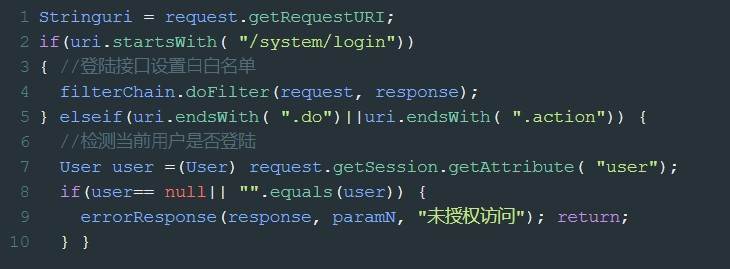 1 Stringuri = request.getRequestURI;
2 if(uri.startsWith( "/system/login"))
3 { //登陆接口设置白白名单
4 filterChain.doFilter(request, response);
5 } elseif(uri.endsWith( ".do")||uri.endsWith( ".action")) {
6 //检测当前用户是否登陆
7 User user =(User) request.getSession.getAttribute( "user");
8 if(user== null|| "".equals(user)) {
9 errorResponse(response, paramN, "未授权访问"); return;
10 } }